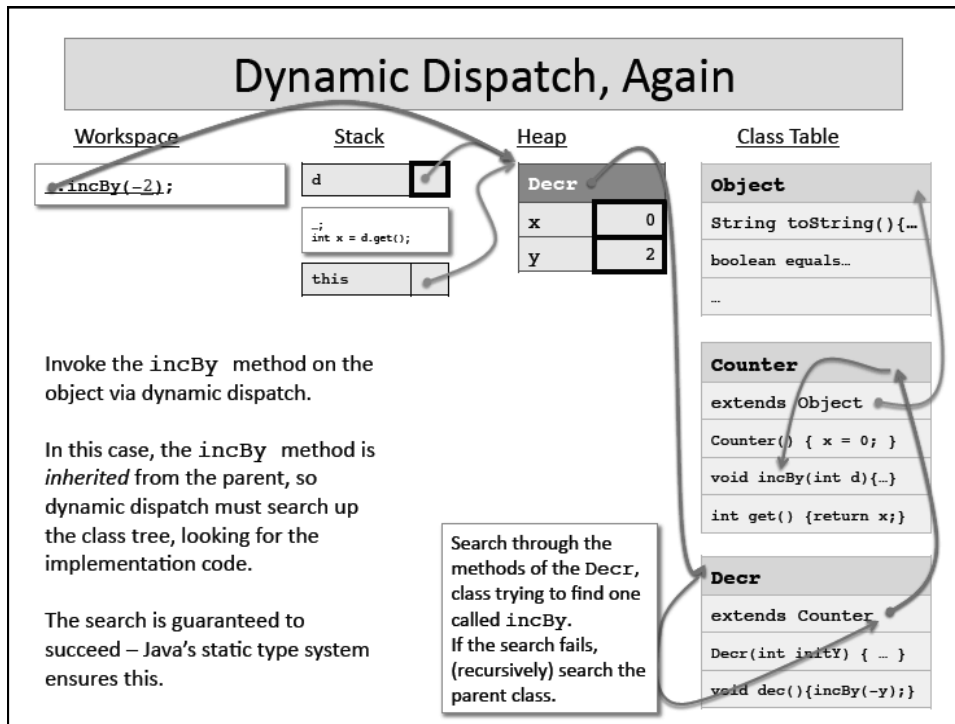 Dynamic Dispatch, Again
Workspace
.incBy(-2);
Stack
d
_;
int x = d.get();
this
Heap
Decr
x 0
y 2
Class Table
Object
String toString(){…
boolean equals…
…
Counter
extends Object
Counter() { x = 0; }
void incBy(int d){…}
int get() {return x;}
Decr
extends Counter
Decr(int initY) { … }
void dec(){incBy(-y);}
Invoke the incBy method on the
object via dynamic dispatch.
In this case, the incBy method is
inherited from the parent, so
dynamic dispatch must search up
the class tree, looking for the
implementation code.
The search is guaranteed to
succeed – Java's static type system
ensures this.
Search through the
methods of the Decr,
class trying to find one
called incBy.
If the search fails,
(recursively) search the
parent class.